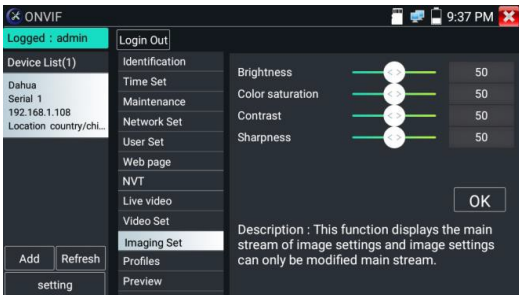 ONVIF
9:37 PM
Logged : admin
Login Out
Device List(1)
Dahua
Serial 1
192.168.1.108
Location country/chi...
Add
Refresh
setting
Identification
Time Set
Maintenance
Network Set
User Set
Web page
NVT
Live video
Video Set
Imaging Set
Profiles
Preview
Brightness 50
Color saturation 50
Contrast 50
Sharpness 50
OK
Description : This function displays the main
stream of image settings and image settings
can only be modified main stream.